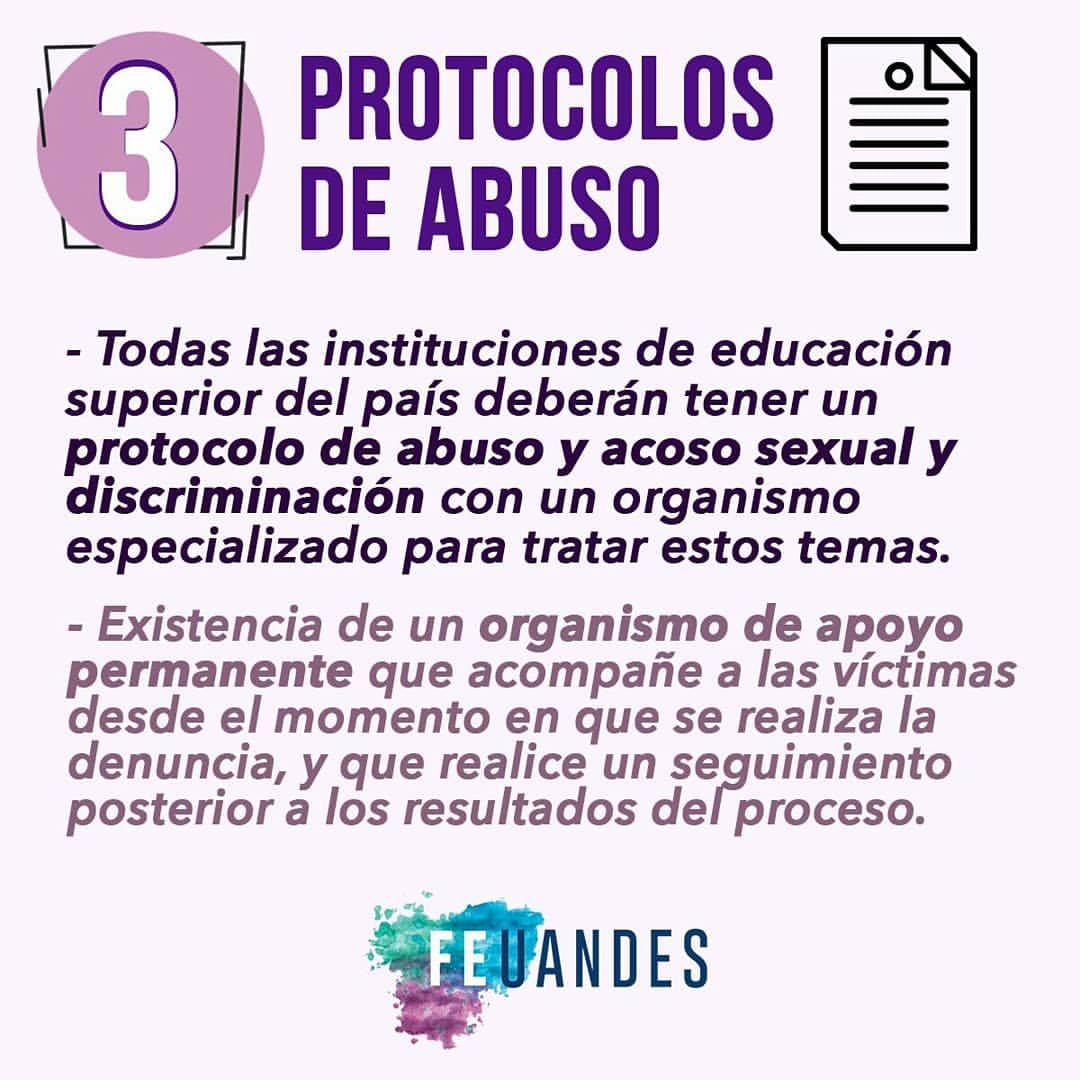 3
PROTOCOLOS
DE ABUSO
- Todas las instituciones de educación
superior del país deberán tener un
protocolo de abuso y acoso sexual y
discriminación con un organismo
especializado para tratar estos temas.
- Existencia de un organismo de apoyo
permanente que acompañe a las víctimas
desde el momento en que se realiza la
denuncia, y que realice un seguimiento
posterior a los resultados del proceso.
FEUANDES